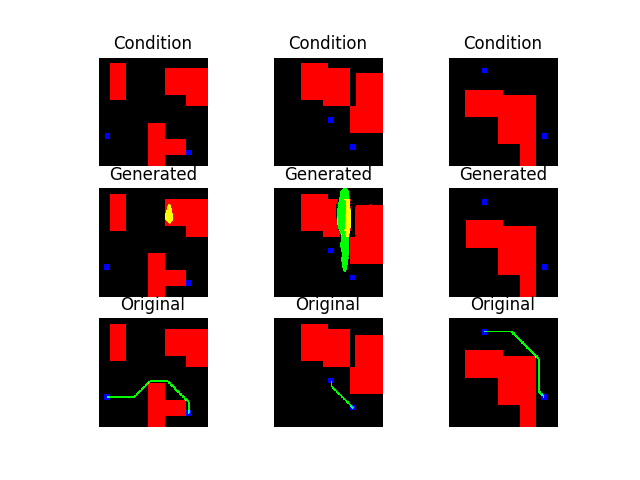 Condition Condition Condition
Generated Generated Generated
Original Original Original